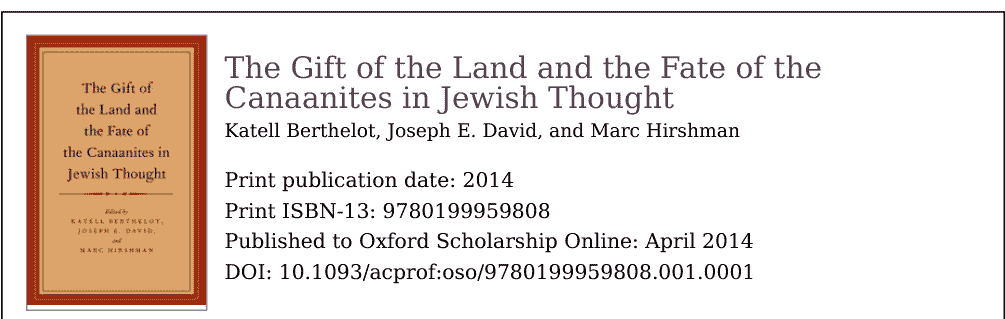 The Gift of
the Land and
the Fate of
the Canaanites in
Jewish Thought
Edited by
KATELL BERTHELOT,
JOSEPH E. DAVID,
and
MARC HIRSHMAN
The Gift of the Land and the Fate of the
Canaanites in Jewish Thought
Katell Berthelot, Joseph E. David, and Marc Hirshman
Print publication date: 2014
Print ISBN-13: 9780199959808
Published to Oxford Scholarship Online: April 2014
DOI: 10.1093/acprof:oso/9780199959808.001.0001